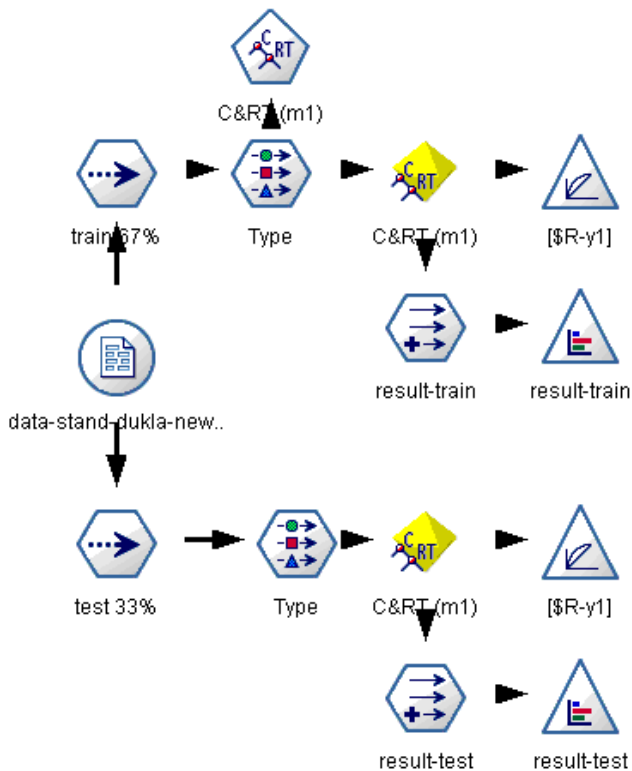 C RT
C&RT (m1)
train 67%
Type
C RT
C&RT (m1)
[$R-y1]
result-train
result-train
data-stand-dukla-new..
test 33%
Type
C RT
C&RT (m1)
[$R-y1]
result-test
result-test